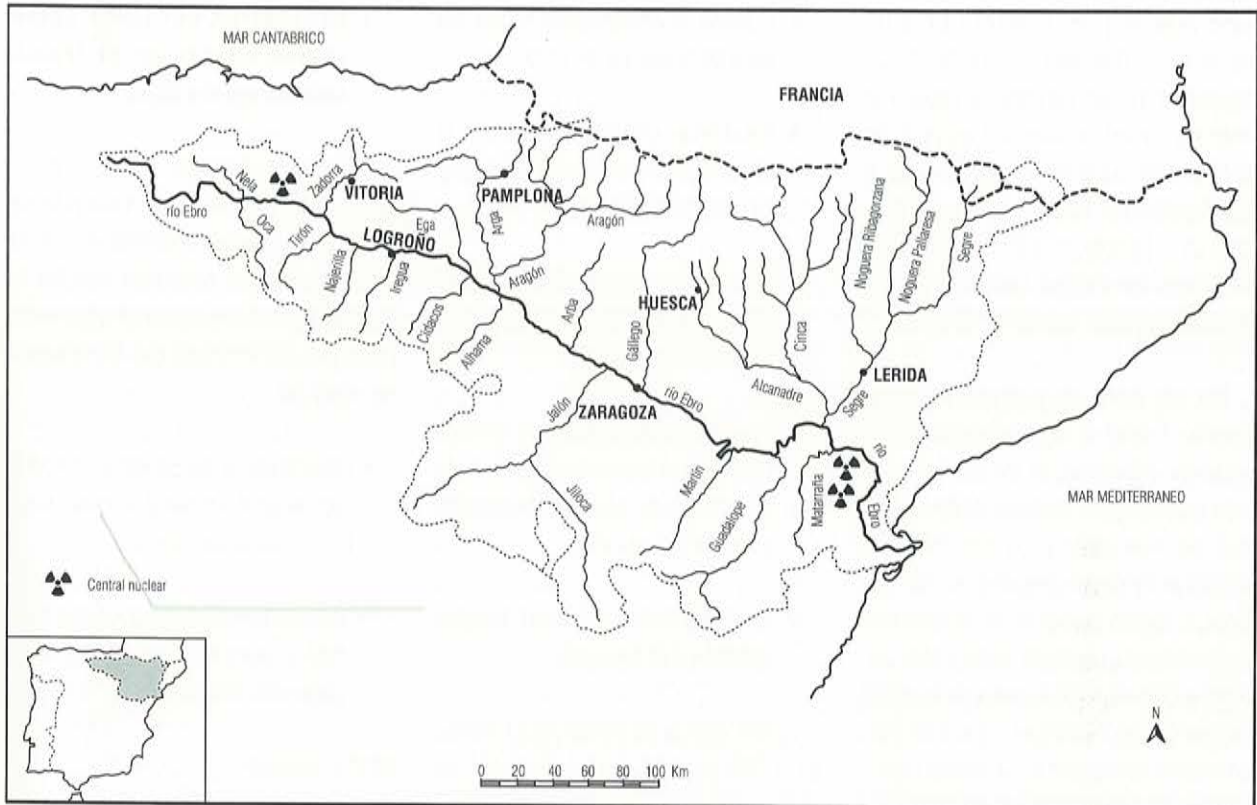 MAR CANTABRICO
FRANCIA
Nela
Zadorra
VITORIA
PAMPLONA
río Ebro
Oca
Tirón
Ega
Arga
Aragón
LOGROÑO
Najerilla
Iregua
Aragón
Noguera Ribagorzana
Noguera Pallaresa
Segre
Cidacos
Alhama
Arba
Gállego
HUESCA
Cinca
LERIDA
Alcanadre
Segre
Jalón
ZARAGOZA
río Ebro
río
Ebro
Jiloca
Martín
Guadalope
Matarraña
MAR MEDITERRANEO
Central nuclear
N
0 20 40 60 80 100 Km